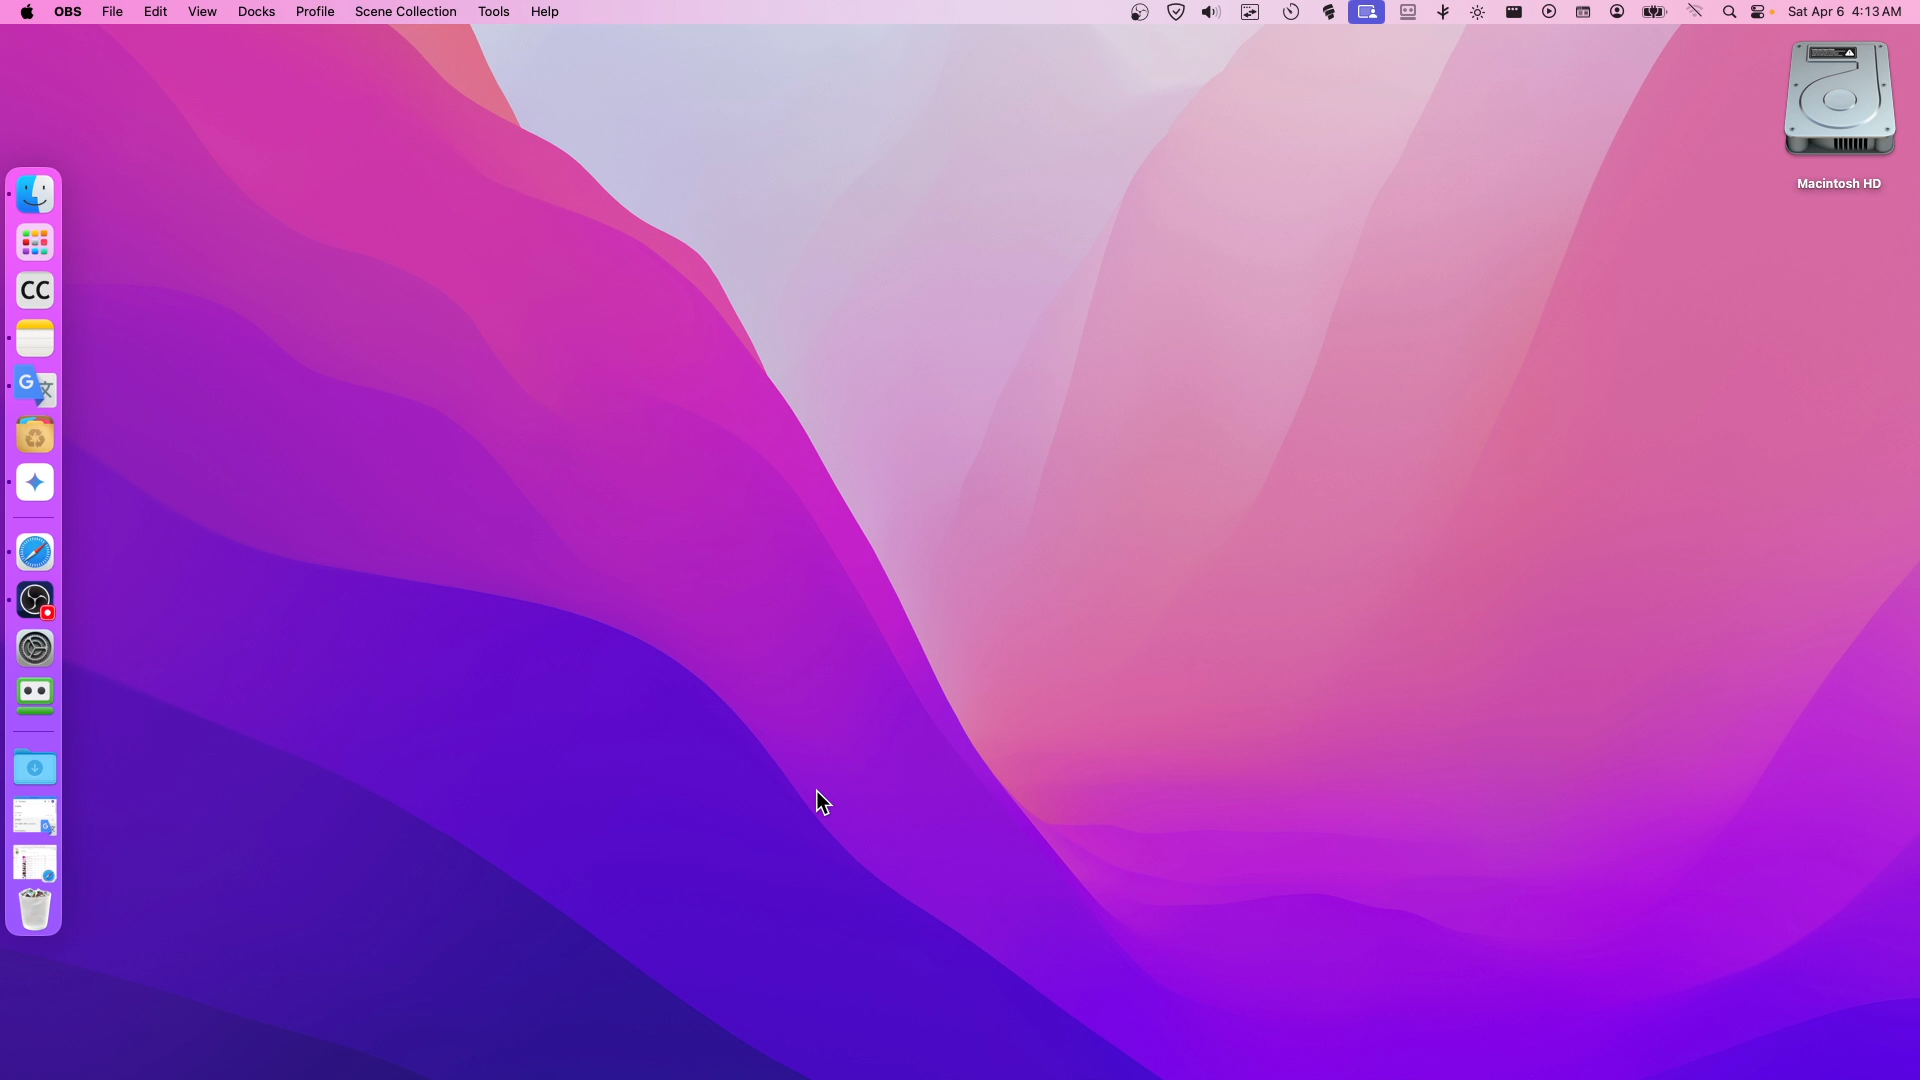 OBS File Edit View Docks Profile Scene Collection Tools Help Sat Apr 6 4:13 AM
Macintosh HD
CC
G 文